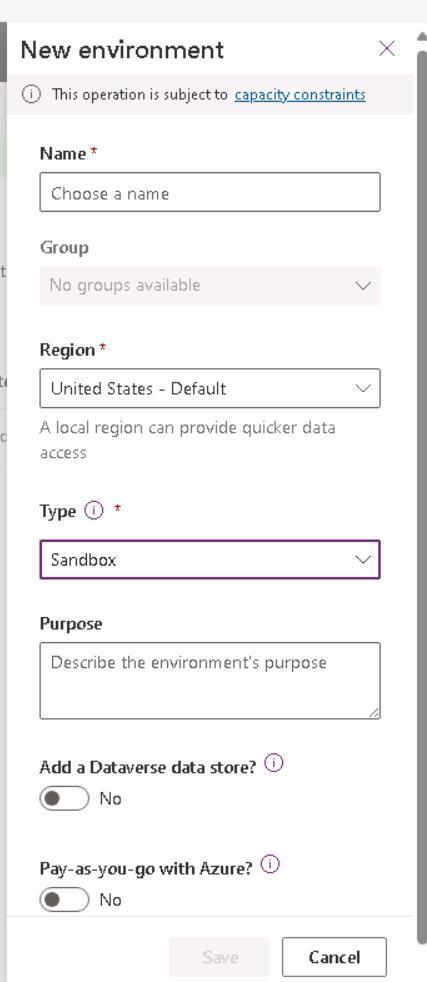 New environment
This operation is subject to capacity constraints
Name *
Choose a name
Group
No groups available
Region *
United States - Default
A local region can provide quicker data
access
Type *
Sandbox
Purpose
Describe the environment's purpose
Add a Dataverse data store?
No
Pay-as-you-go with Azure?
No
Save Cancel